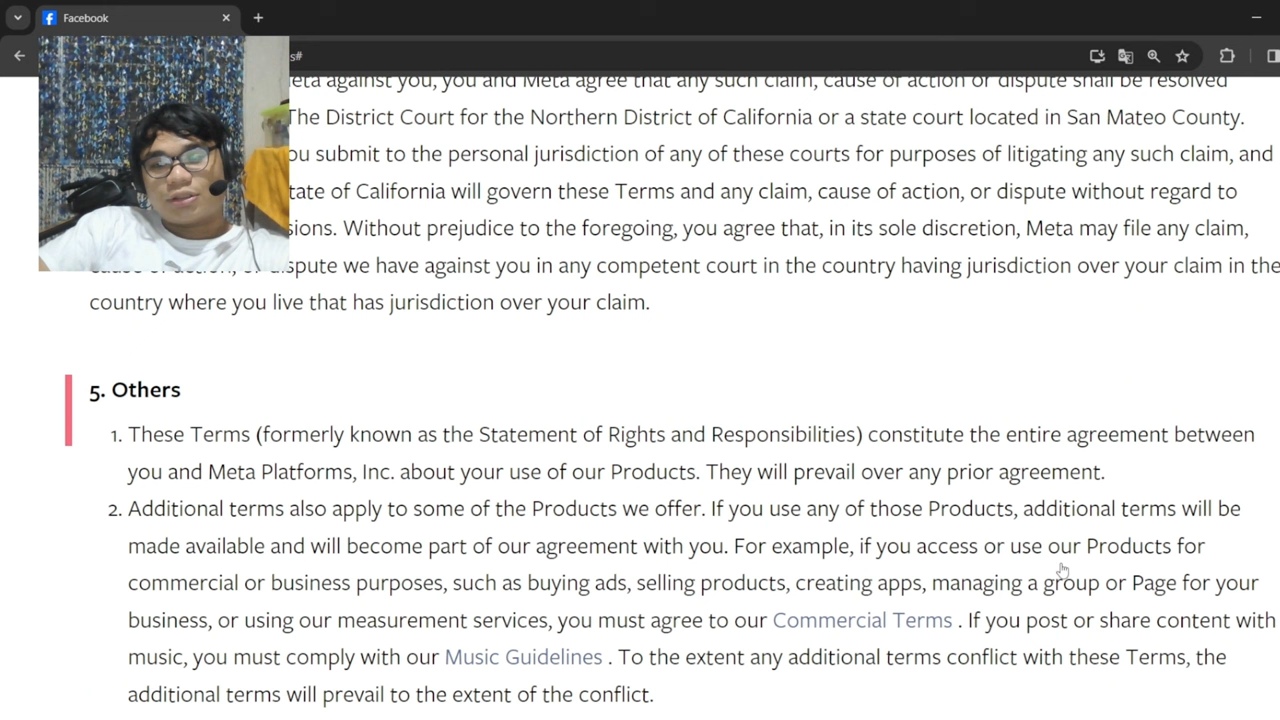 Facebook
s#
eta against you, you and Meta agree that any such claim, cause of action or dispute shall be resolved
The District Court for the Northern District of California or a state court located in San Mateo County.
ou submit to the personal jurisdiction of any of these courts for purposes of litigating any such claim, and
tate of California will govern these Terms and any claim, cause of action, or dispute without regard to
sions. Without prejudice to the foregoing, you agree that, in its sole discretion, Meta may file any claim,
dispute we have against you in any competent court in the country having jurisdiction over your claim in the
country where you live that has jurisdiction over your claim.
5. Others
1. These Terms (formerly known as the Statement of Rights and Responsibilities) constitute the entire agreement between
you and Meta Platforms, Inc. about your use of our Products. They will prevail over any prior agreement.
2. Additional terms also apply to some of the Products we offer. If you use any of those Products, additional terms will be
made available and will become part of our agreement with you. For example, if you access or use our Products for
commercial or business purposes, such as buying ads, selling products, creating apps, managing a group or Page for your
business, or using our measurement services, you must agree to our Commercial Terms . If you post or share content with
music, you must comply with our Music Guidelines . To the extent any additional terms conflict with these Terms, the
additional terms will prevail to the extent of the conflict.